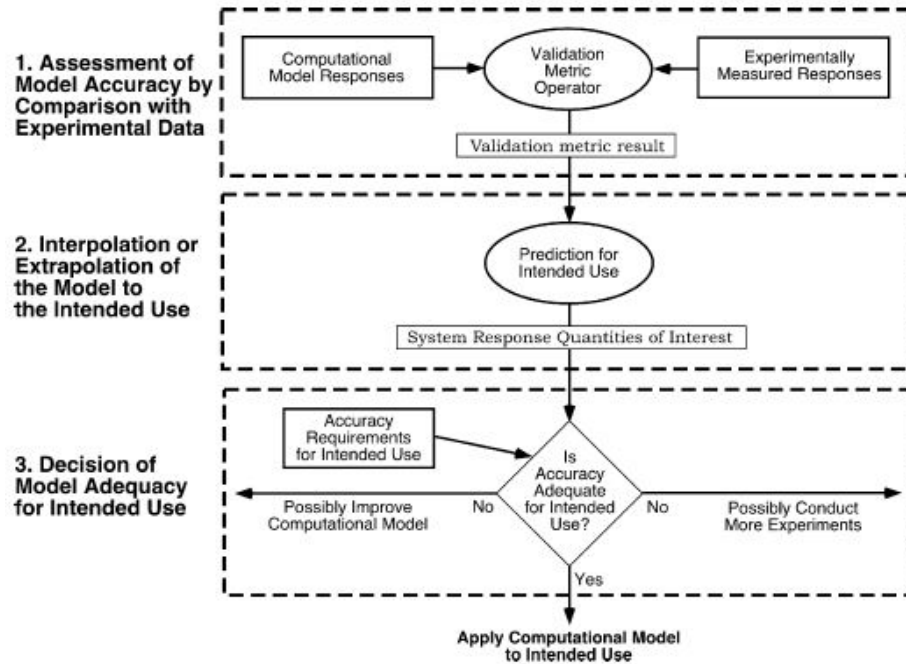 1. Assessment of
Model Accuracy by
Comparison with
Experimental Data
Computational
Model Responses
Validation
Metric
Operator
Experimentally
Measured Responses
Validation metric result
2. Interpolation or
Extrapolation of
the Model to
the Intended Use
Prediction for
Intended Use
System Response Quantities of Interest
3. Decision of
Model Adequacy
for Intended Use
Accuracy
Requirements
for Intended Use
Is
Accuracy
Adequate
for Intended
Use?
No
Possibly Improve
Computational Model
No
Possibly Conduct
More Experiments
Yes
Apply Computational Model
to Intended Use